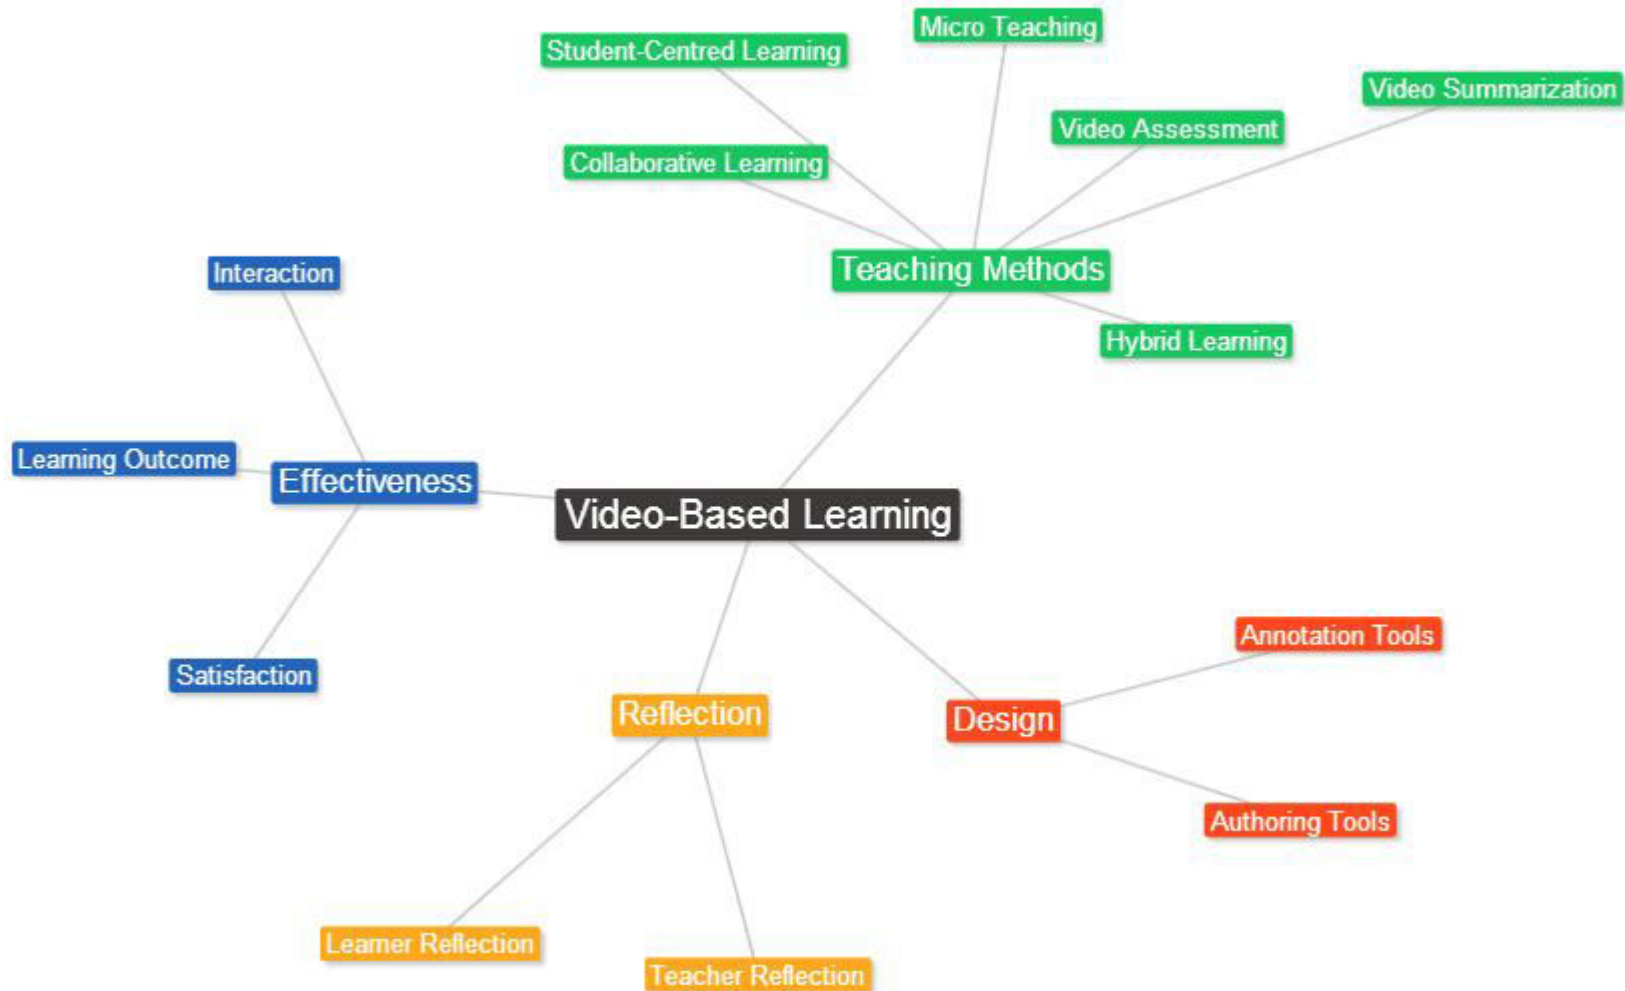 Micro Teaching
Student-Centred Learning
Video Summarization
Video Assessment
Collaborative Learning
Teaching Methods
Interaction
Hybrid Learning
Learning Outcome
Effectiveness
Video-Based Learning
Annotation Tools
Satisfaction
Reflection
Design
Authoring Tools
Learner Reflection
Teacher Reflection